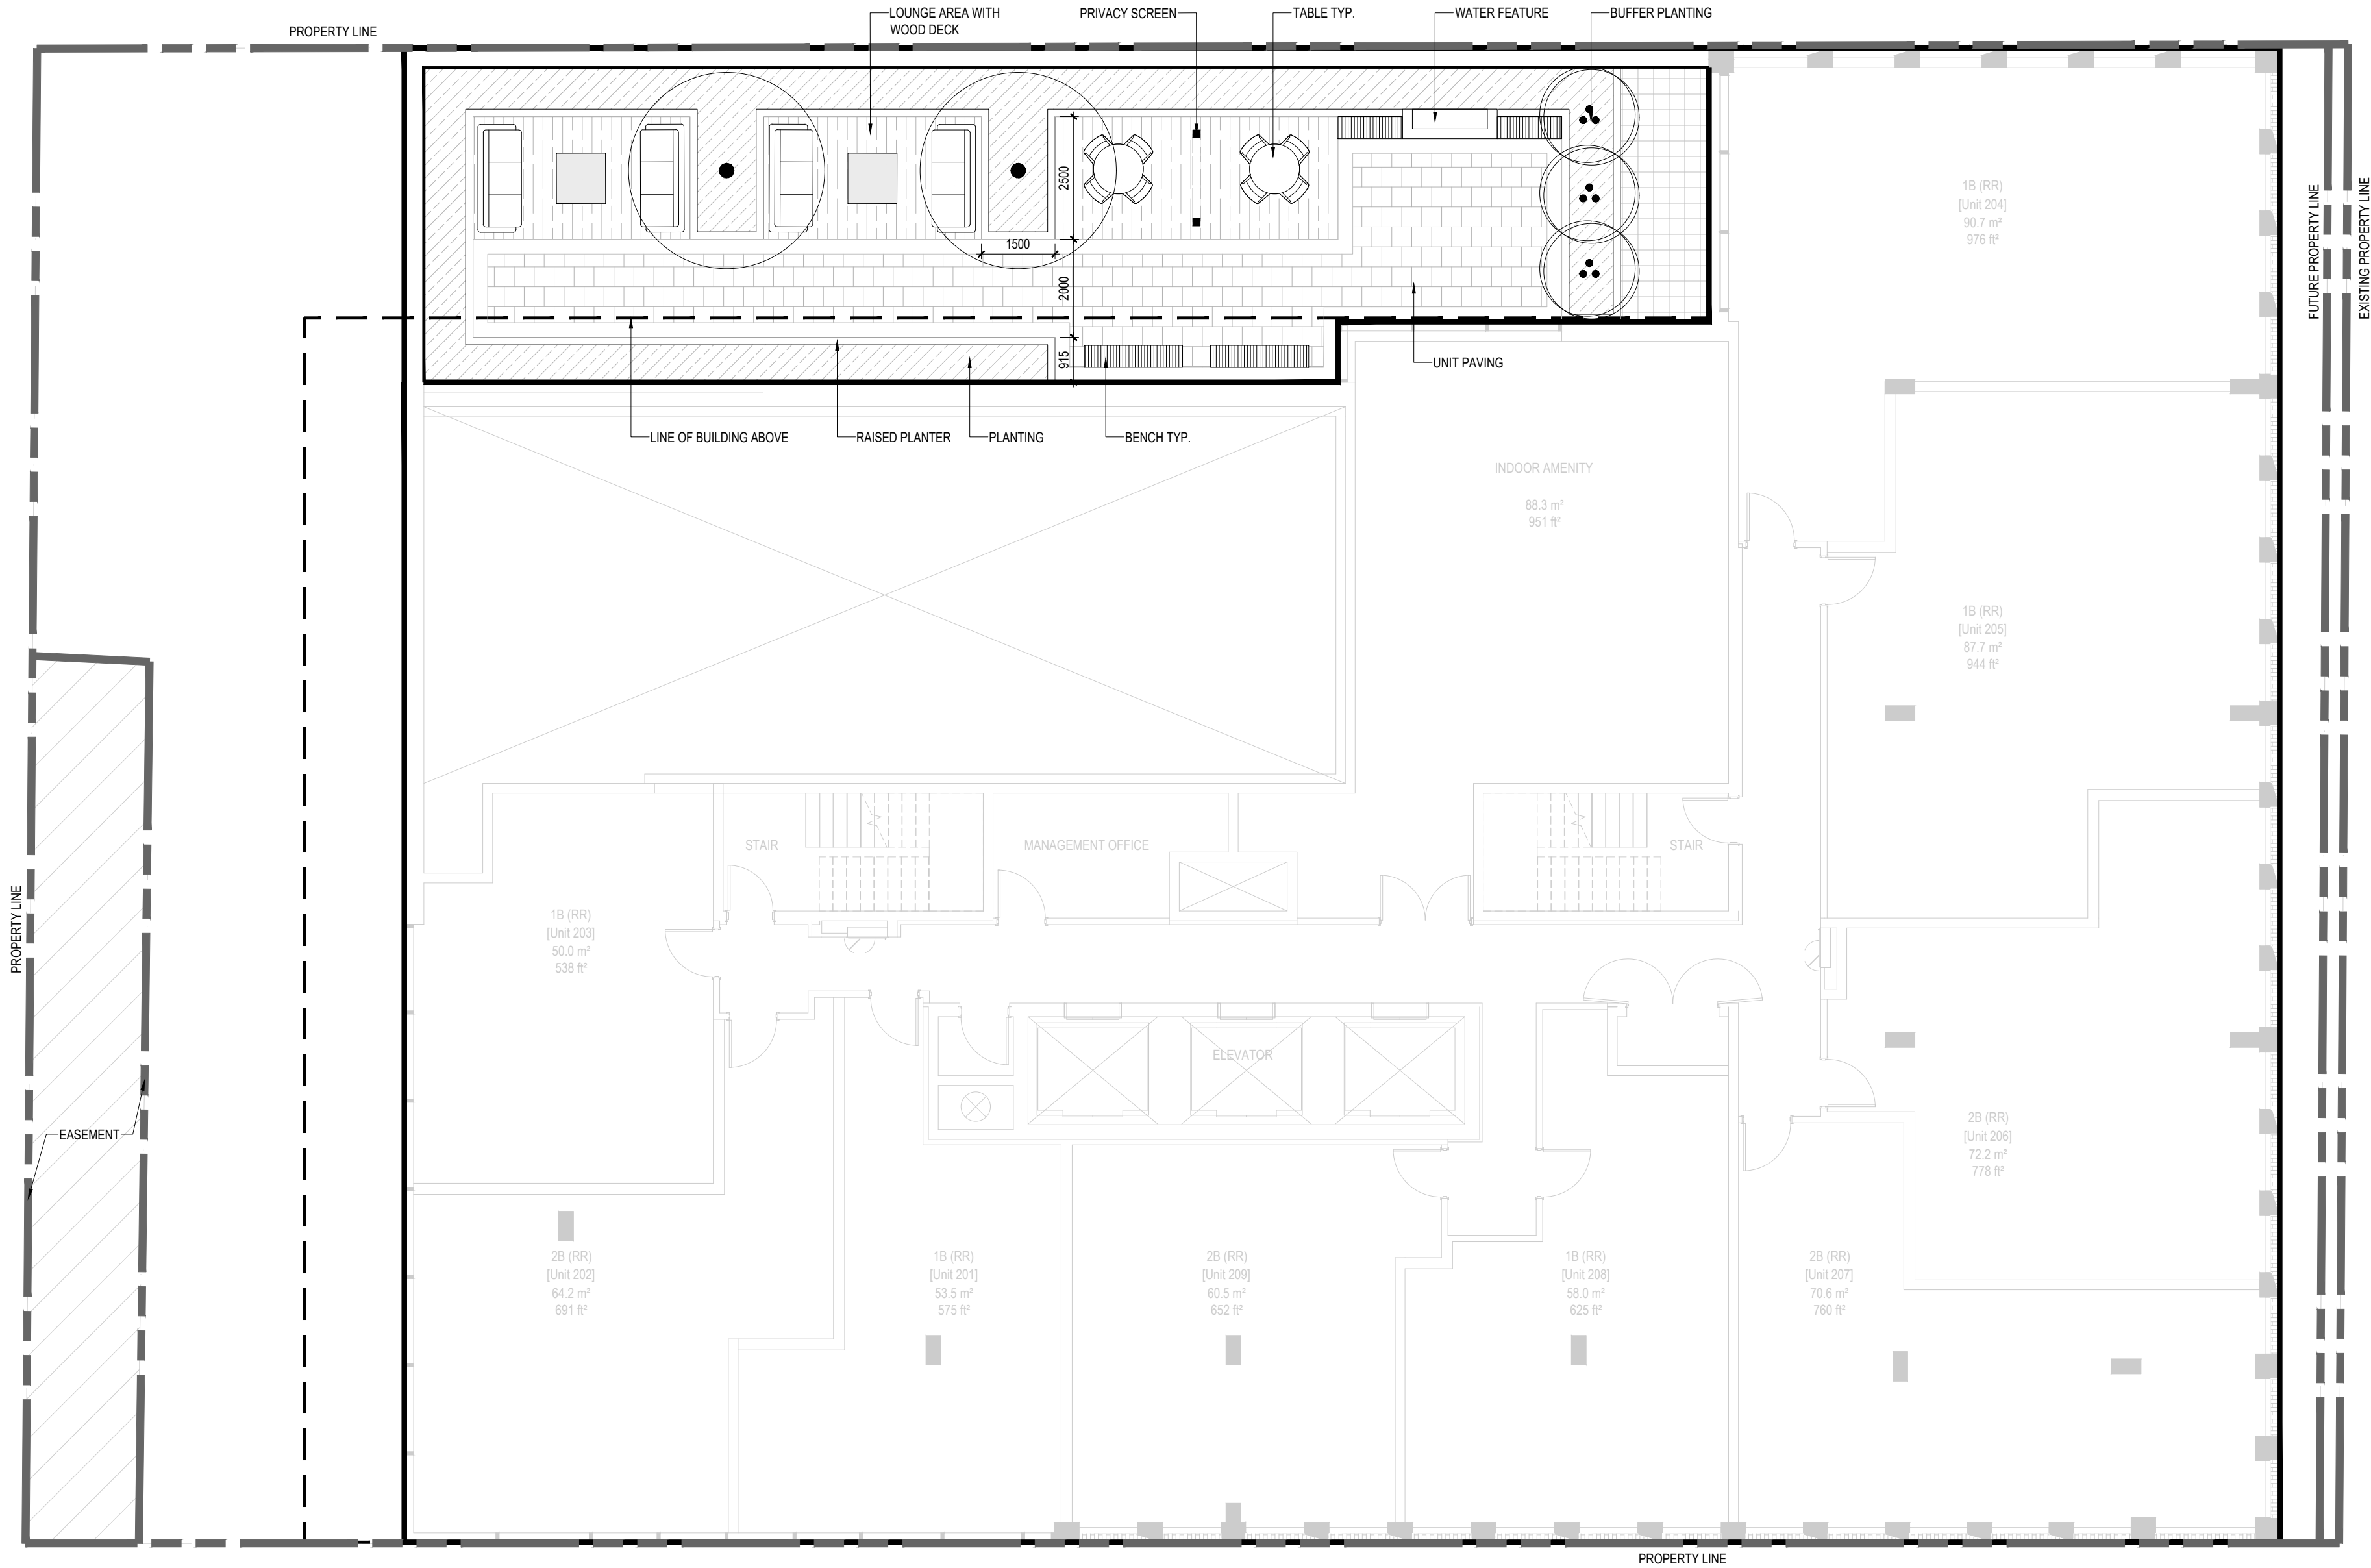 LOUNGE AREA WITH
WOOD DECK
PRIVACY SCREEN
TABLE TYP.
WATER FEATURE
BUFFER PLANTING
PROPERTY LINE
1B (RR)
[Unit 204]
90.7 m²
976 ft²
FUTURE PROPERTY LINE
EXISTING PROPERTY LINE
2500
1500
2000
915
UNIT PAVING
LINE OF BUILDING ABOVE
RAISED PLANTER
PLANTING
BENCH TYP.
INDOOR AMENITY
88.3 m²
951 ft²
1B (RR)
[Unit 205]
87.7 m²
944 ft²
STAIR
MANAGEMENT OFFICE
STAIR
PROPERTY LINE
1B (RR)
[Unit 203]
50.0 m²
538 ft²
ELEVATOR
EASEMENT
2B (RR)
[Unit 206]
72.2 m²
778 ft²
2B (RR)
[Unit 202]
64.2 m²
691 ft²
1B (RR)
[Unit 201]
53.5 m²
575 ft²
2B (RR)
[Unit 209]
60.5 m²
652 ft²
1B (RR)
[Unit 208]
58.0 m²
625 ft²
2B (RR)
[Unit 207]
70.6 m²
760 ft²
PROPERTY LINE